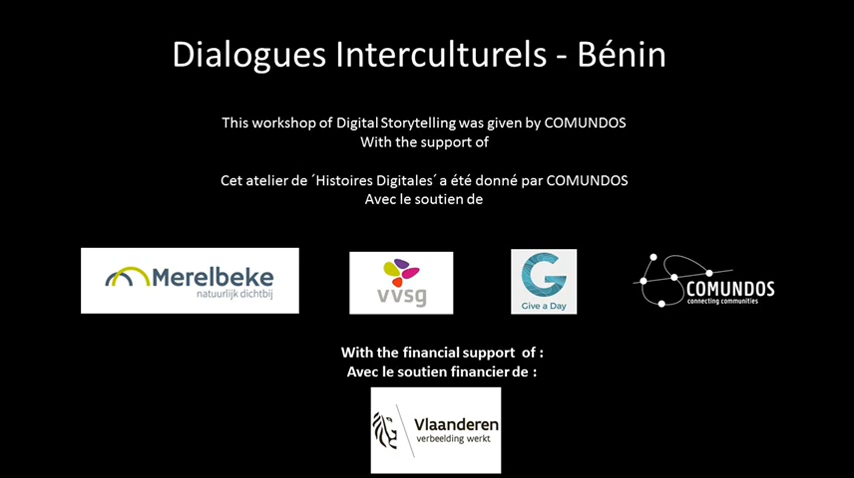 Dialogues Interculturels - Bénin
This workshop of Digital Storytelling was given by COMUNDOS
With the support of
Cet atelier de ´Histoires Digitales´ a été donné par COMUNDOS
Avec le soutien de
Merelbeke
natuurlijk dichtbij
vvsg
G
Give a Day
COMUNDOS
connecting communities
With the financial support of :
Avec le soutien financier de :
Vlaanderen
verbeelding werkt